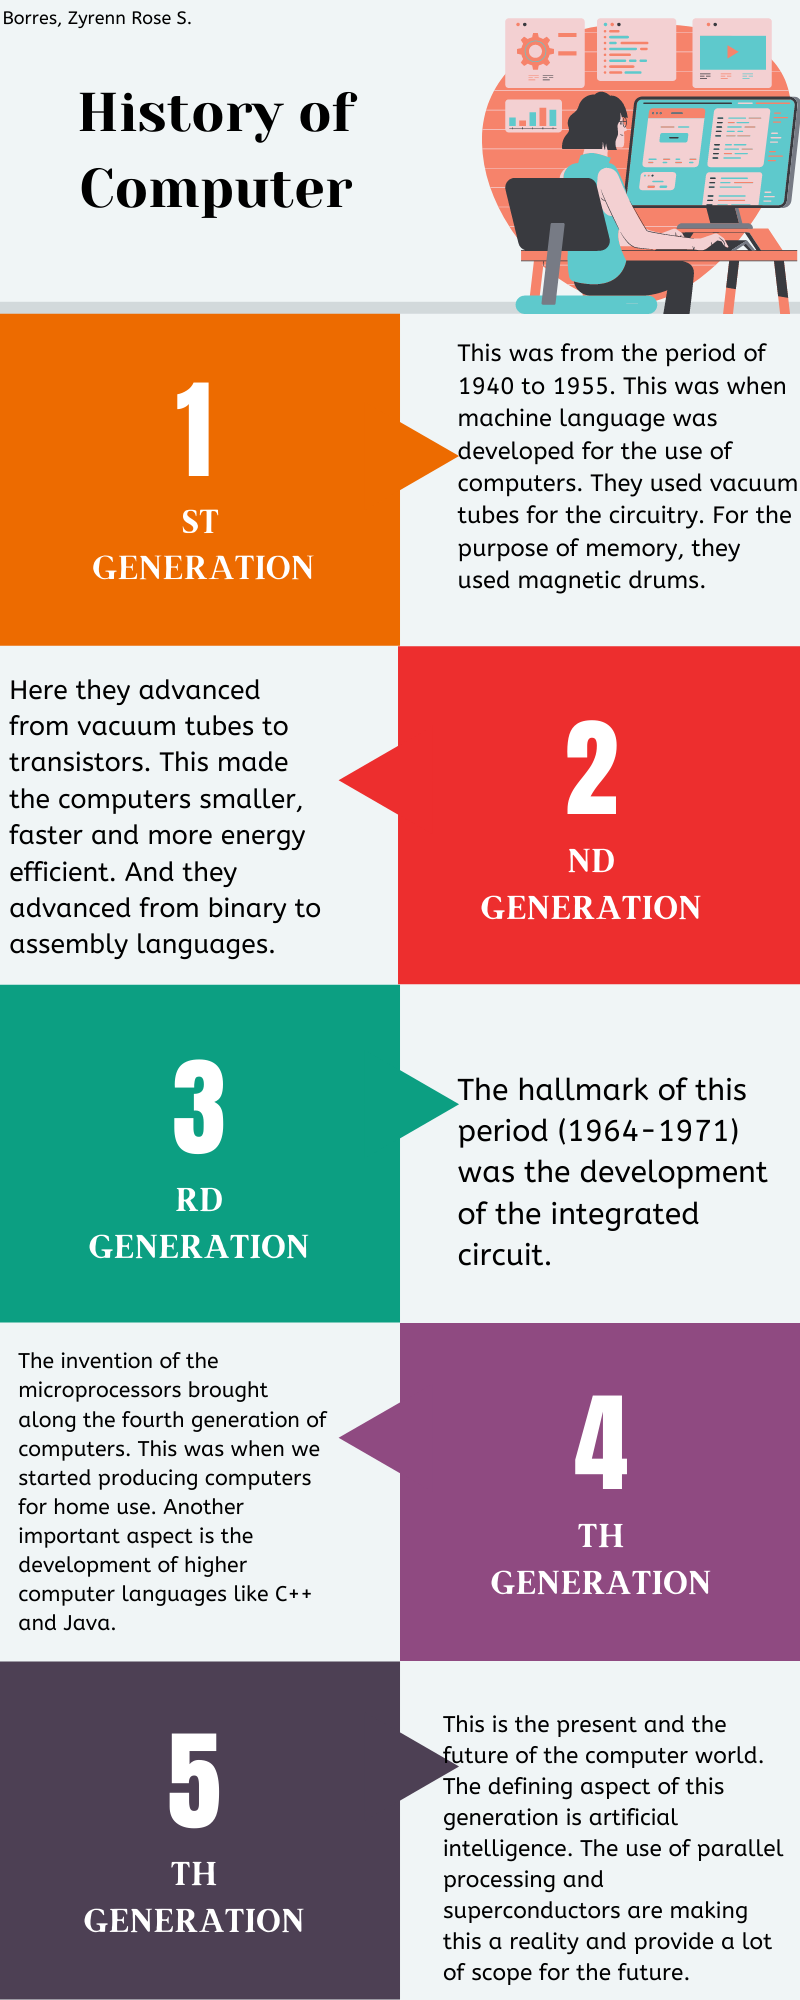 Borres, Zyrenn Rose S.
History of
Computer
1
ST
GENERATION
This was from the period of
1940 to 1955. This was when
machine language was
developed for the use of
computers. They used vacuum
tubes for the circuitry. For the
purpose of memory, they
used magnetic drums.
Here they advanced
from vacuum tubes to
transistors. This made
the computers smaller,
faster and more energy
efficient. And they
advanced from binary to
assembly languages.
2
ND
GENERATION
3
RD
GENERATION
The hallmark of this
period (1964-1971)
was the development
of the integrated
circuit.
The invention of the
microprocessors brought
along the fourth generation of
computers. This was when we
started producing computers
for home use. Another
important aspect is the
development of higher
computer languages like C++
and Java.
4
TH
GENERATION
5
TH
GENERATION
This is the present and the
future of the computer world.
The defining aspect of this
generation is artificial
intelligence. The use of parallel
processing and
superconductors are making
this a reality and provide a lot
of scope for the future.